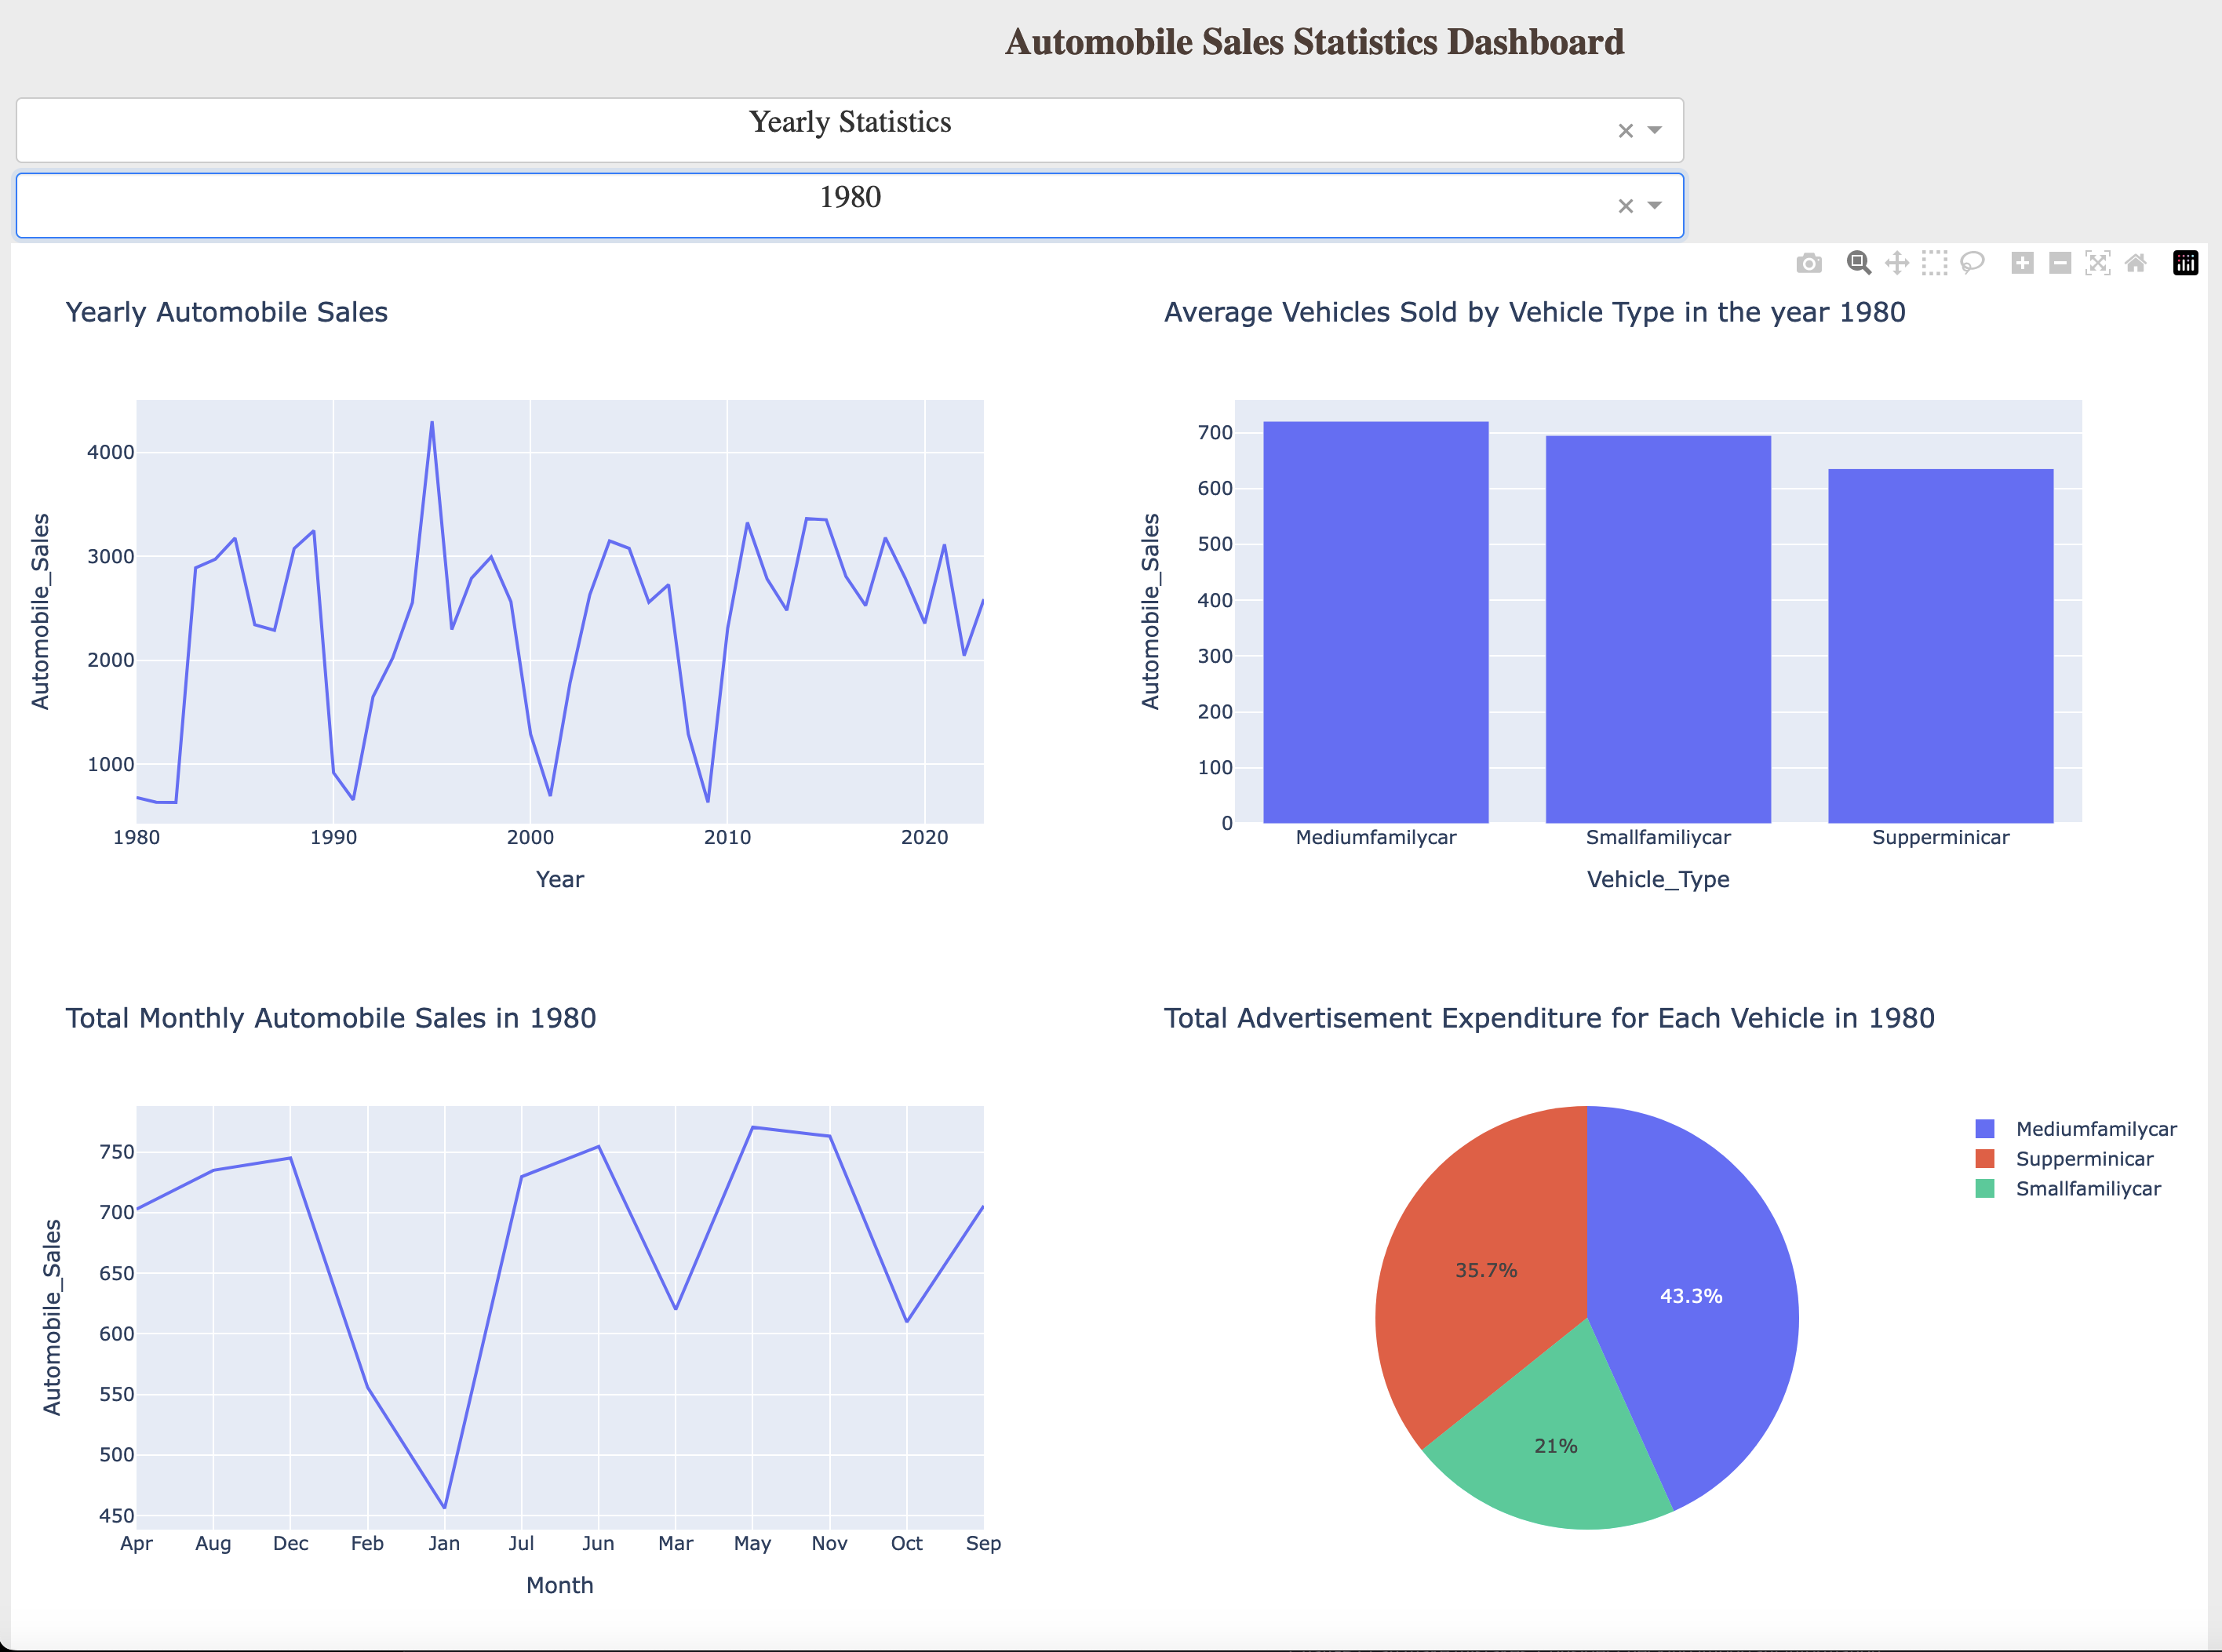 Automobile Sales Statistics Dashboard
Yearly Statistics
1980
Yearly Automobile Sales
4000
3000
2000
1000
Automobile_Sales
1980 1990 2000 2010 2020
Year
Average Vehicles Sold by Vehicle Type in the year 1980
700
600
500
400
300
200
100
0
Automobile_Sales
Mediumfamilycar Smallfamiliycar Supperminicar
Vehicle_Type
Total Monthly Automobile Sales in 1980
750
700
650
600
550
500
450
Automobile_Sales
Apr Aug Dec Feb Jan Jul Jun Mar May Nov Oct Sep
Month
Total Advertisement Expenditure for Each Vehicle in 1980
35.7%
43.3%
21%
Mediumfamilycar
Supperminicar
Smallfamiliycar